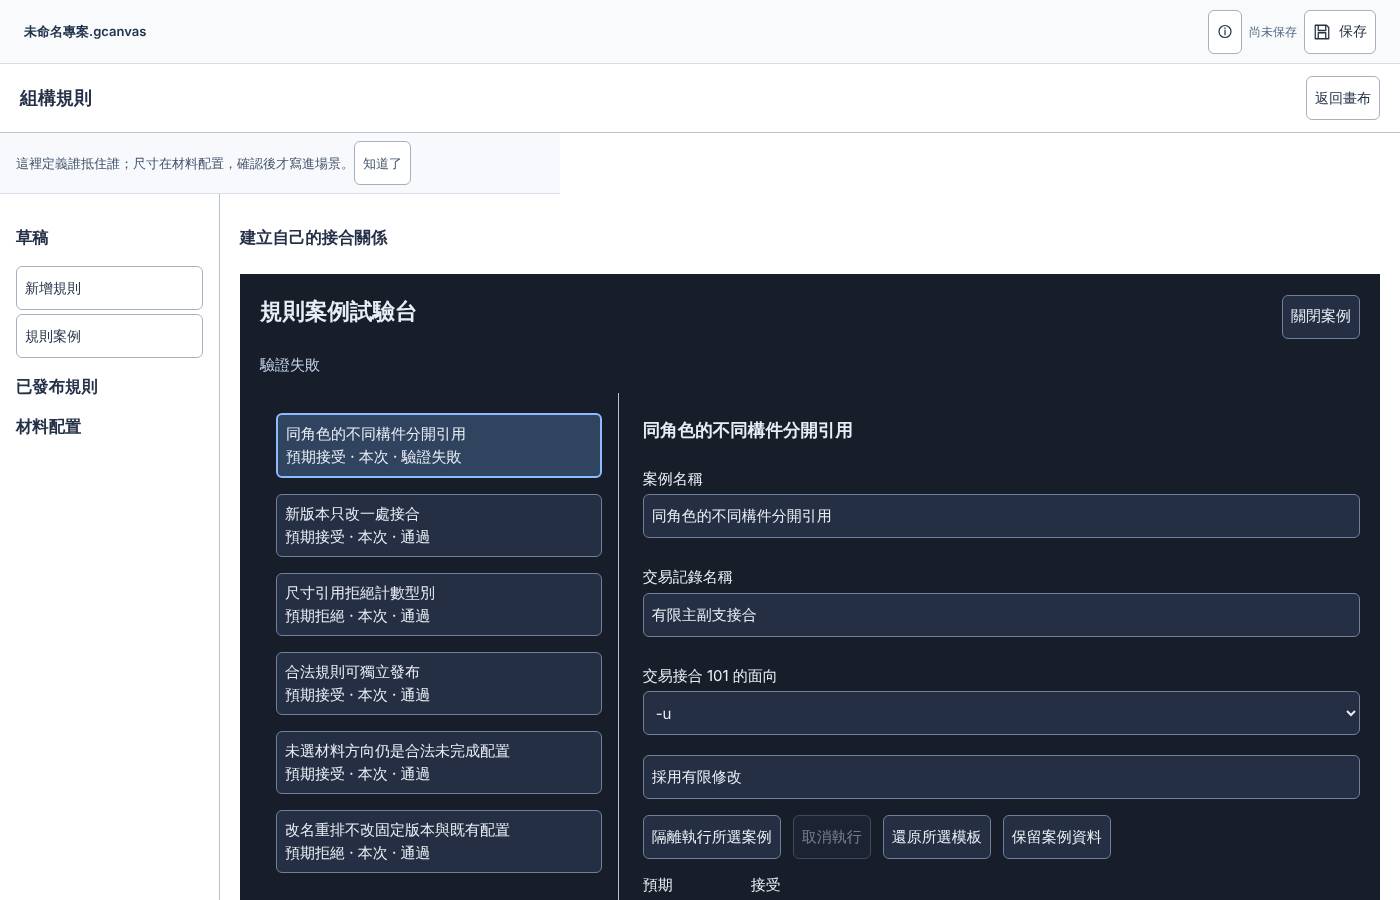 未命名專案.gcanvas
尚未保存
保存
組構規則
返回畫布
這裡定義誰抵住誰；尺寸在材料配置，確認後才寫進場景。
知道了
草稿
新增規則
規則案例
已發布規則
材料配置
建立自己的接合關係
規則案例試驗台
關閉案例
驗證失敗
同角色的不同構件分開引用
預期接受 · 本次 · 驗證失敗
新版本只改一處接合
預期接受 · 本次 · 通過
尺寸引用拒絕計數型別
預期拒絕 · 本次 · 通過
合法規則可獨立發布
預期接受 · 本次 · 通過
未選材料方向仍是合法未完成配置
預期接受 · 本次 · 通過
改名重排不改固定版本與既有配置
預期拒絕 · 本次 · 通過
同角色的不同構件分開引用
案例名稱
同角色的不同構件分開引用
交易記錄名稱
有限主副支接合
交易接合 101 的面向
-u
採用有限修改
隔離執行所選案例
取消執行
還原所選模板
保留案例資料
預期
接受